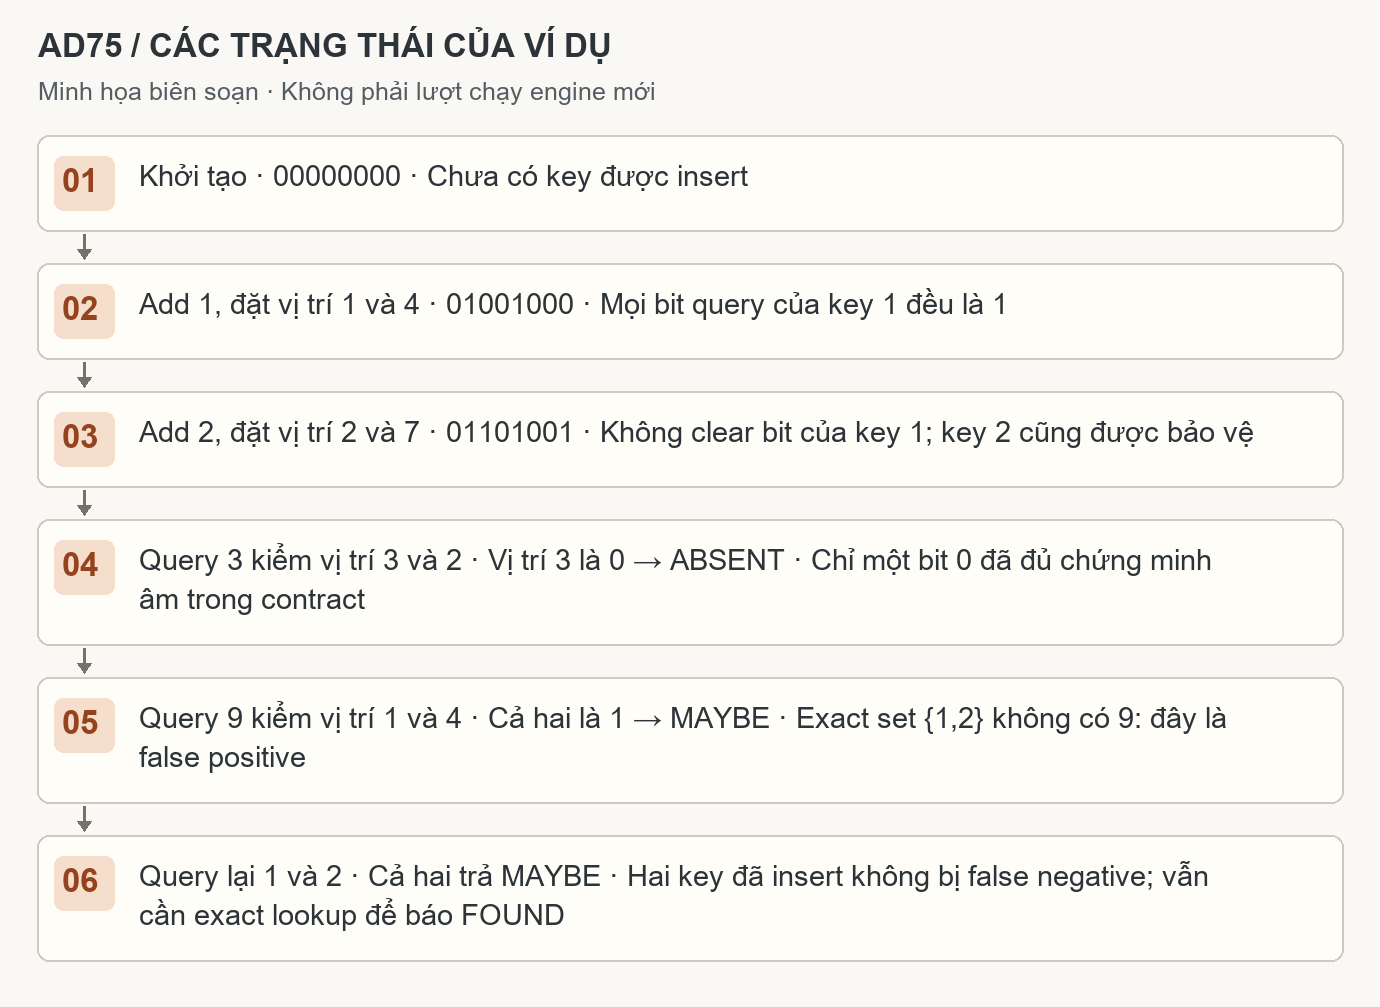 AD75 / CÁC TRẠNG THÁI CỦA VÍ DỤ
Minh họa biên soạn · Không phải lượt chạy engine mới
01
Khởi tạo · 00000000 · Chưa có key được insert
02
Add 1, đặt vị trí 1 và 4 · 01001000 · Mọi bit query của key 1 đều là 1
03
Add 2, đặt vị trí 2 và 7 · 01101001 · Không clear bit của key 1; key 2 cũng được bảo vệ
04
Query 3 kiểm vị trí 3 và 2 · Vị trí 3 là 0 → ABSENT · Chỉ một bit 0 đã đủ chứng minh
âm trong contract
05
Query 9 kiểm vị trí 1 và 4 · Cả hai là 1 → MAYBE · Exact set {1,2} không có 9: đây là
false positive
06
Query lại 1 và 2 · Cả hai trả MAYBE · Hai key đã insert không bị false negative; vẫn
cần exact lookup để báo FOUND